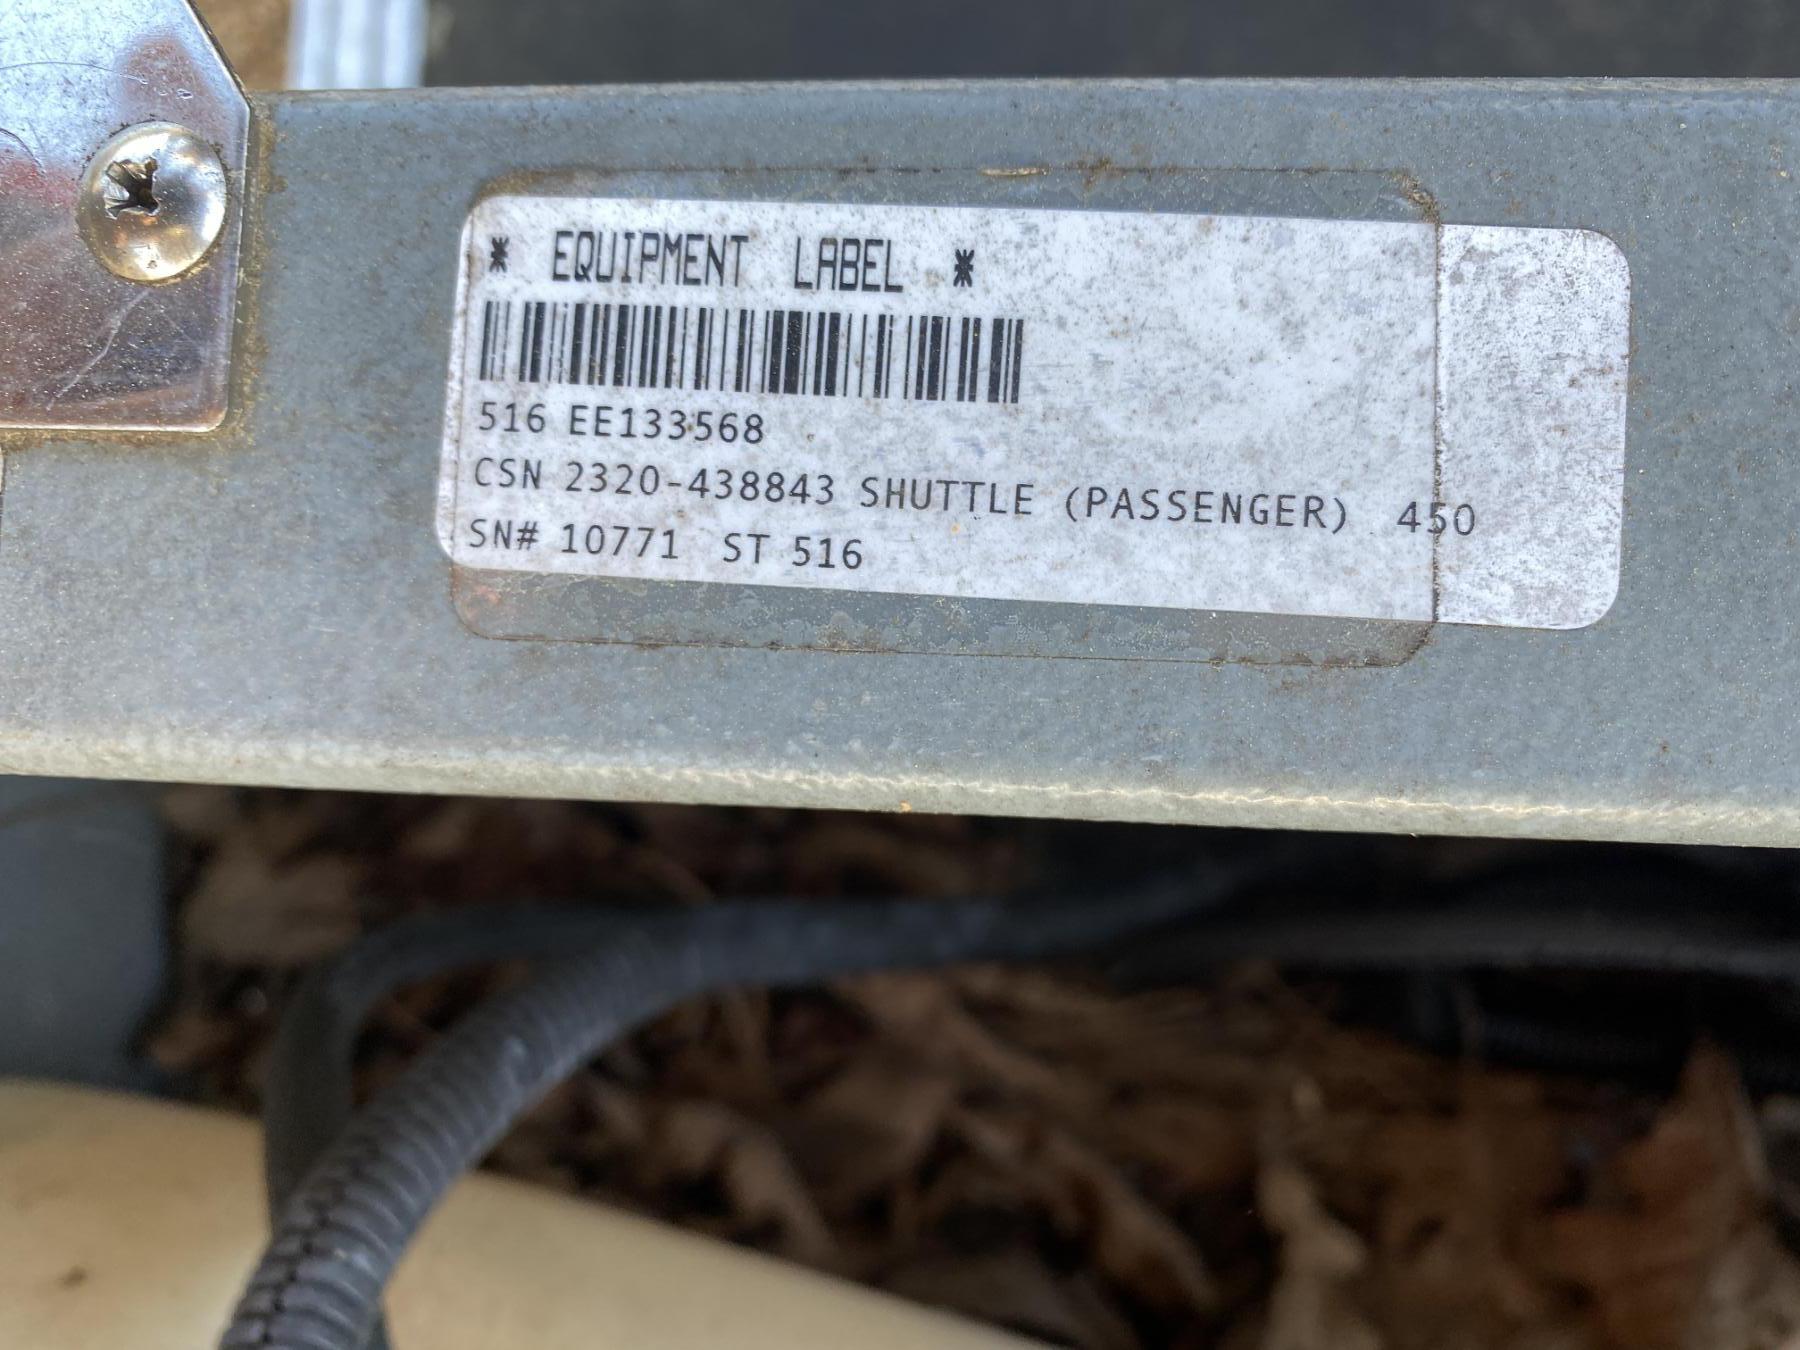 * EQUIPMENT LABEL *
516 EE133568
CSN 2320-438843 SHUTTLE (PASSENGER) 450
SN# 10771 ST 516